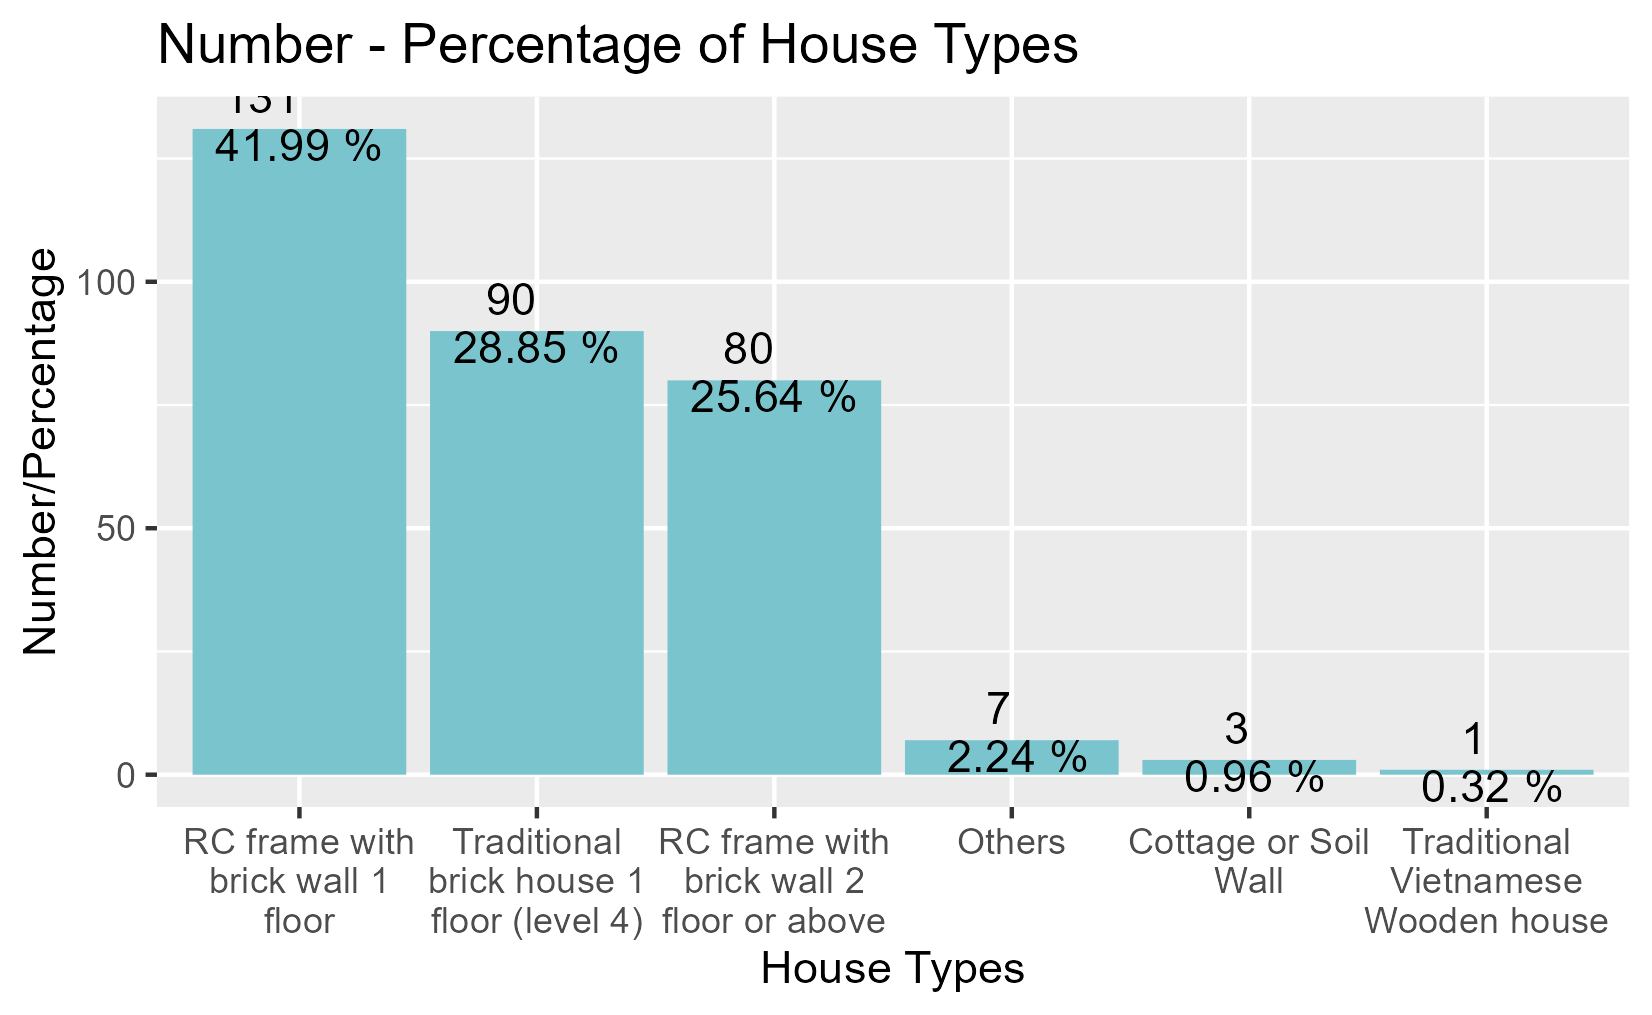 Number - Percentage of House Types
131
41.99 %
90
28.85 %
80
25.64 %
7
2.24 %
3
0.96 %
1
0.32 %
Number/Percentage
100
50
0
RC frame with
brick wall 1
floor
Traditional
brick house 1
floor (level 4)
RC frame with
brick wall 2
floor or above
Others
Cottage or Soil
Wall
Traditional
Vietnamese
Wooden house
House Types